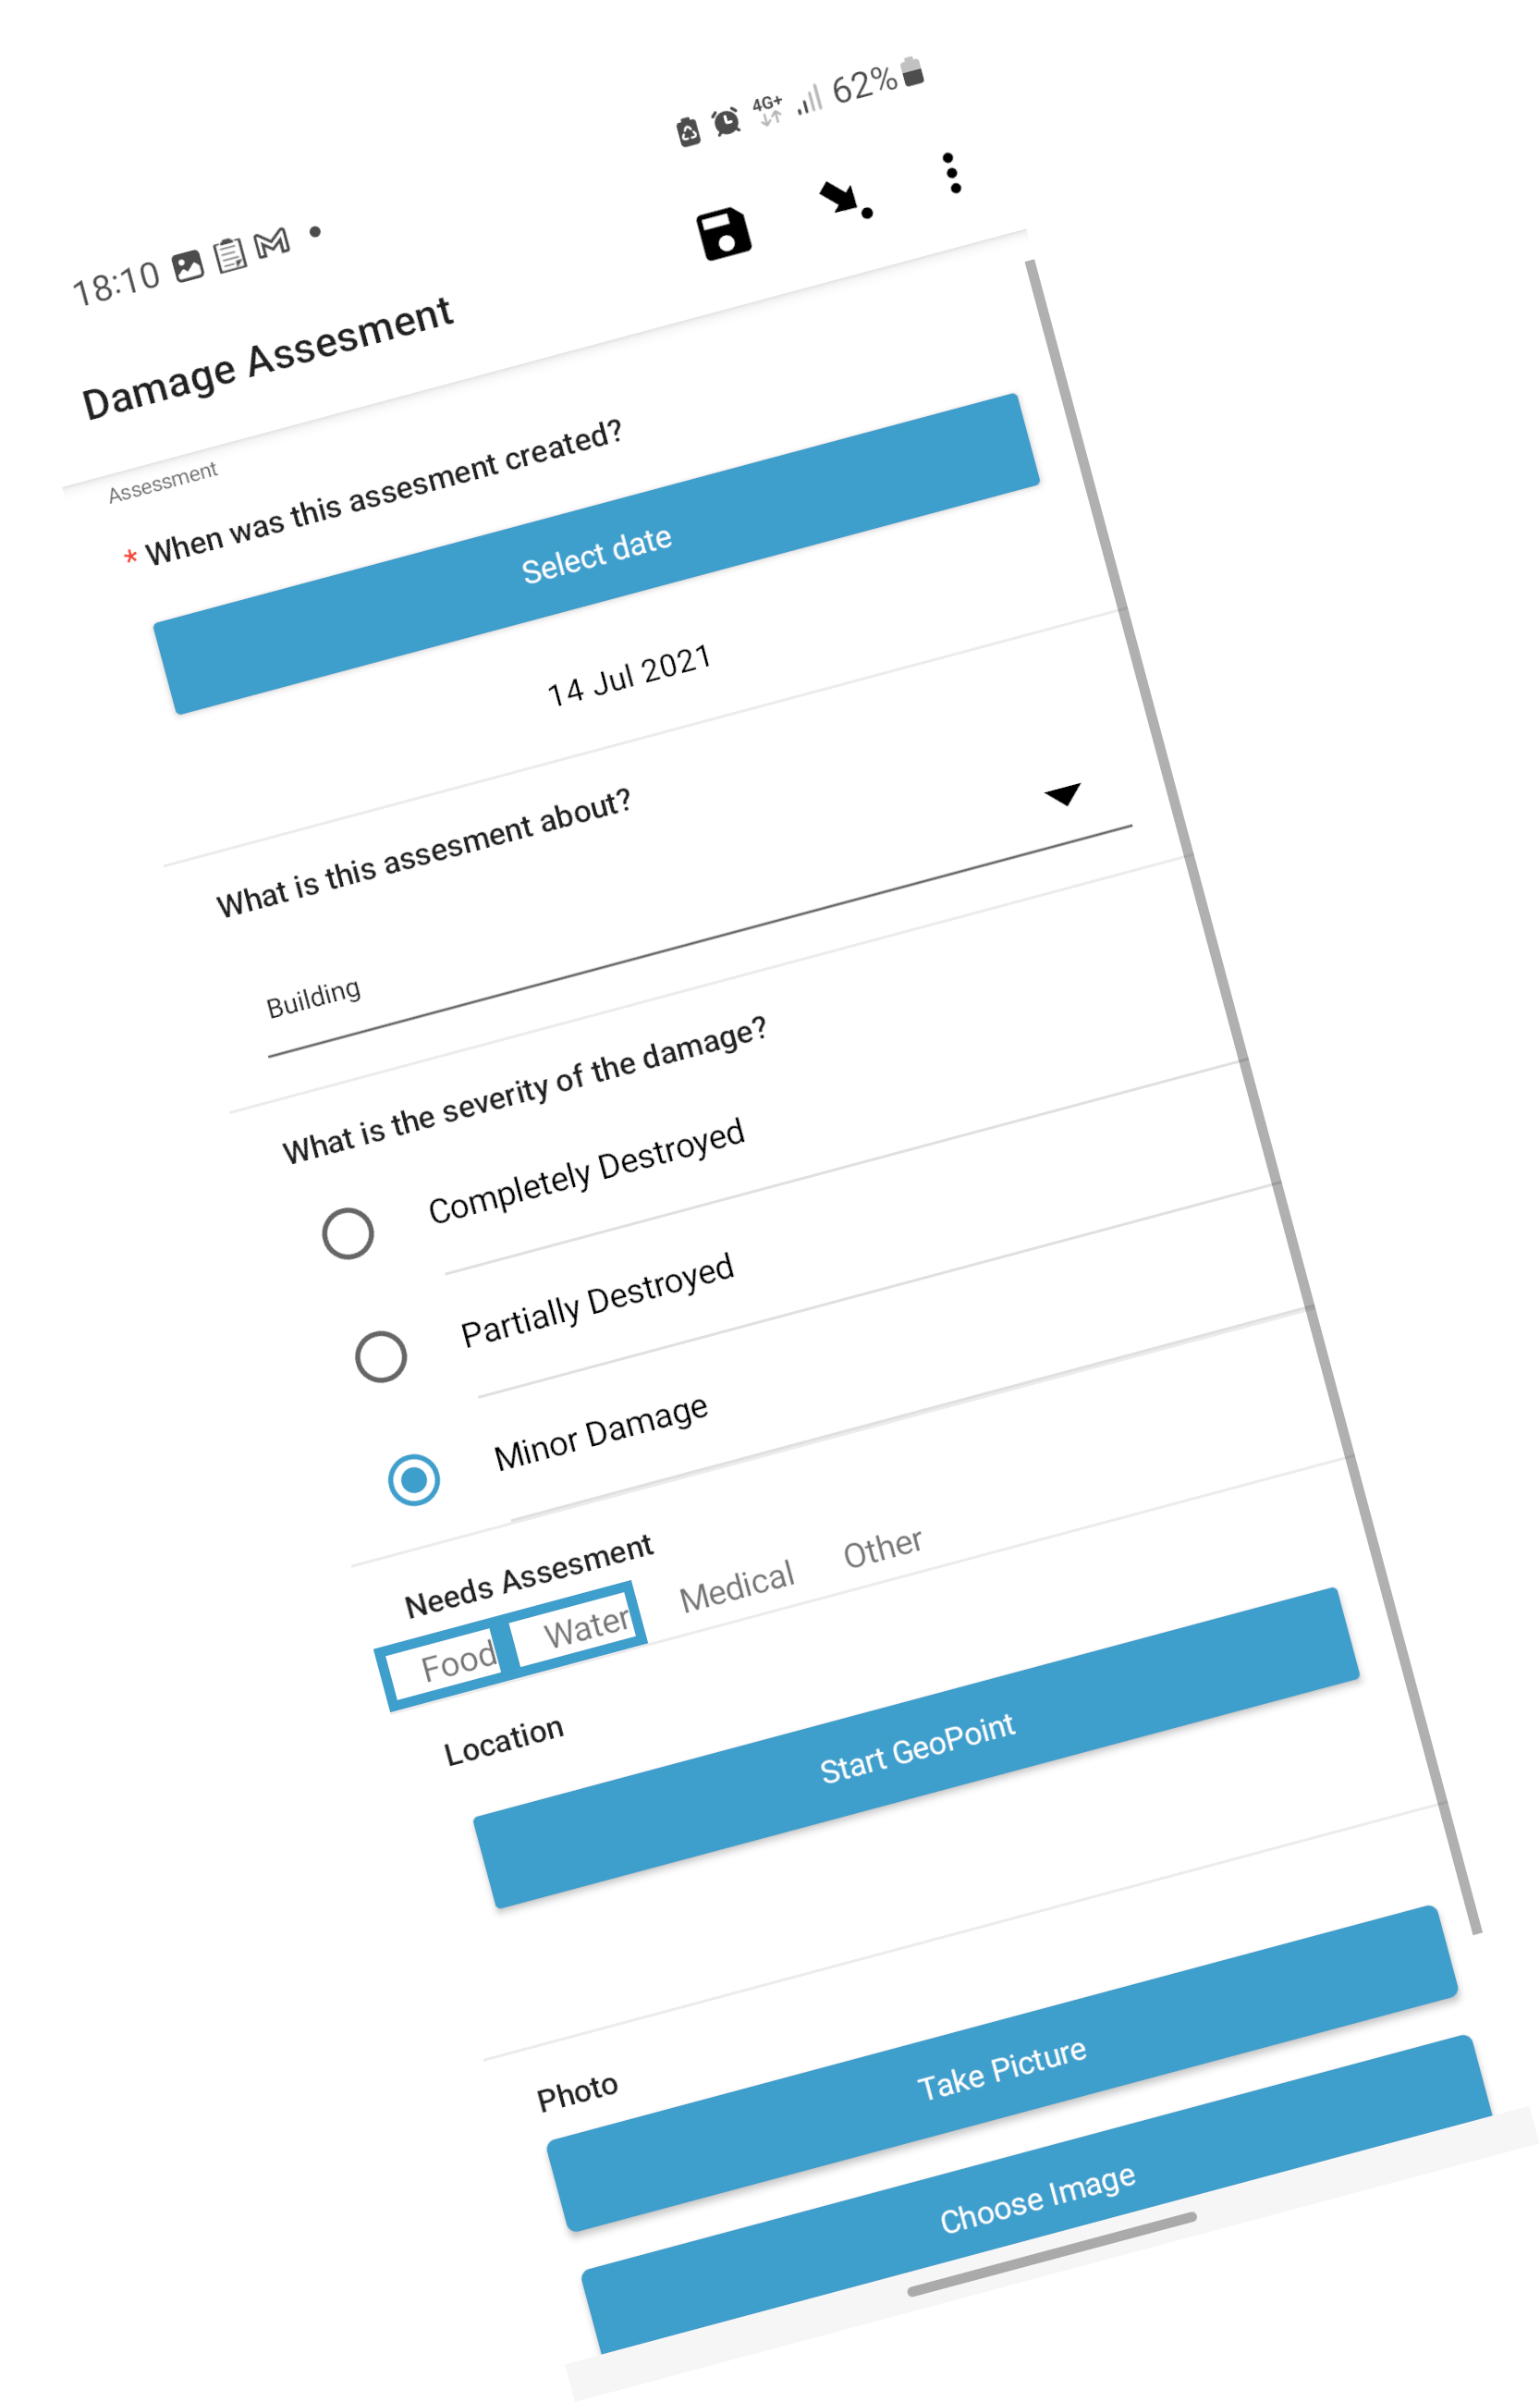 18:10 4G+ 62%
Damage Assesment
Assessment
* When was this assesment created?
Select date
14 Jul 2021
What is this assesment about?
Building
What is the severity of the damage?
Completely Destroyed
Partially Destroyed
Minor Damage
Needs Assesment
Food Water Medical Other
Location
Start GeoPoint
Photo
Take Picture
Choose Image